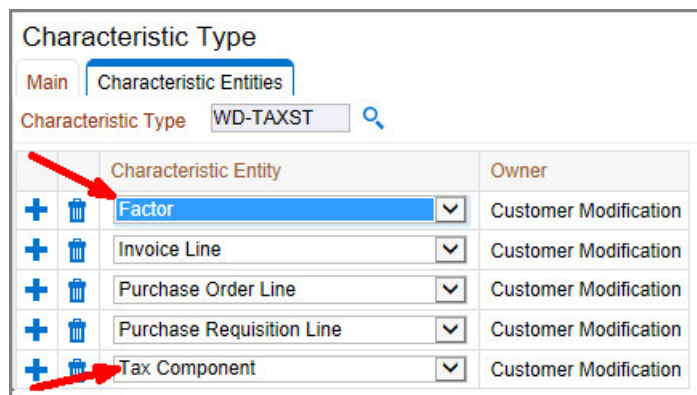 Characteristic Type
Main Characteristic Entities
Characteristic Type WD-TAXST
Characteristic Entity Owner
Factor Customer Modification
Invoice Line Customer Modification
Purchase Order Line Customer Modification
Purchase Requisition Line Customer Modification
Tax Component Customer Modification